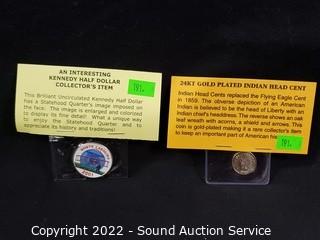 AN INTERESTING
KENNEDY HALF DOLLAR
COLLECTOR'S ITEM
This Brilliant Uncirculated Kennedy Half Dollar
has a Statehood Quarter's image imposed on
the face: The image is enlarged and colorized
to display its fine detail! What a unique way
to enjoy the Statehood Quarter and to
appreciate its history and traditions!
191.
2001
24KT GOLD PLATED INDIAN HEAD CENT
Indian Head Cents replaced the Flying Eagle Cent
in 1859. The obverse depiction of an American
Indian is believed to be the head of Liberty with an
Indian chief's headdress. The reverse shows an oak
leaf wreath with acorns, a shield and arrows. This
coin is gold-plating making it a rare collector's item
to keep an important part of American his
191.
Copyright 2022 - Sound Auction Service